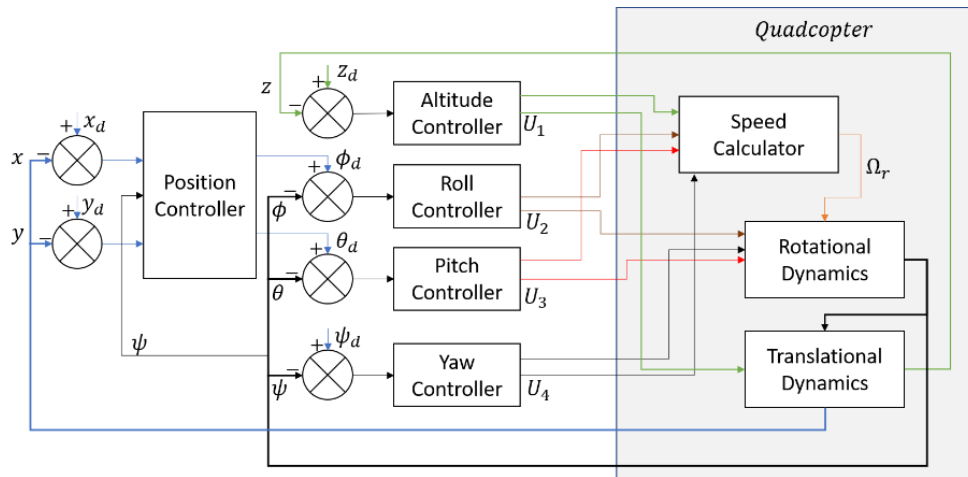 Quadcopter
z
+
z_d
−
Altitude
Controller
U_1
Speed
Calculator
Ω_r
+
x_d
x
−
Position
Controller
+
ϕ_d
−
ϕ
Roll
Controller
U_2
+
y_d
y
−
+
θ_d
−
θ
Pitch
Controller
U_3
Rotational
Dynamics
ψ
+
ψ_d
−
ψ
Yaw
Controller
U_4
Translational
Dynamics